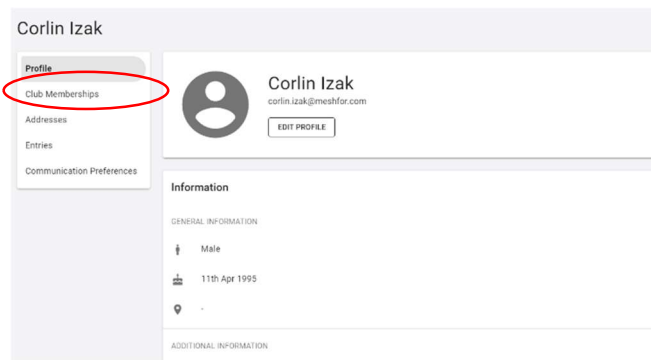 Corlin Izak
Profile
Club Memberships
Addresses
Entries
Communication Preferences
Corlin Izak
corlin.izak@meshfor.com
EDIT PROFILE
Information
GENERAL INFORMATION
Male
11th Apr 1995
-
ADDITIONAL INFORMATION